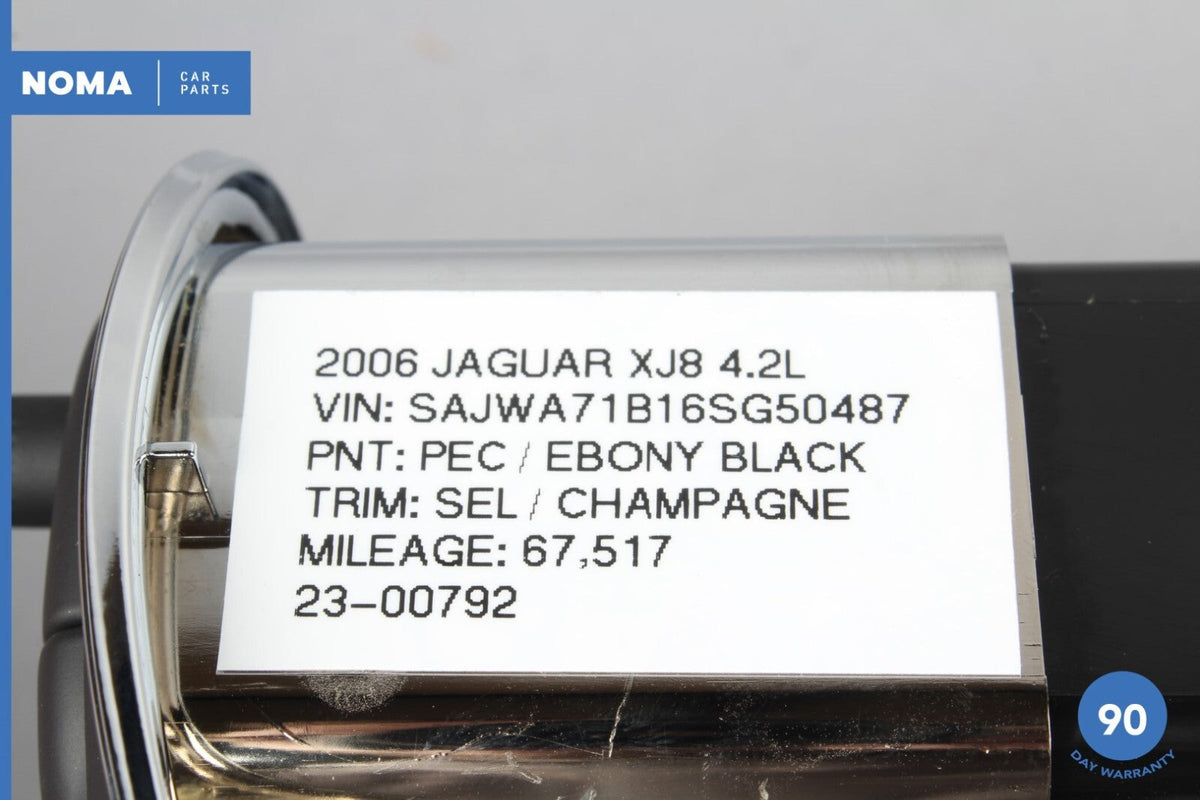 NOMA
CAR
PARTS
2006 JAGUAR XJ8 4.2L
VIN: SAJWA71B16SG50487
PNT: PEC / EBONY BLACK
TRIM: SEL / CHAMPAGNE
MILEAGE: 67,517
23-00792
90
DAY WARRANTY